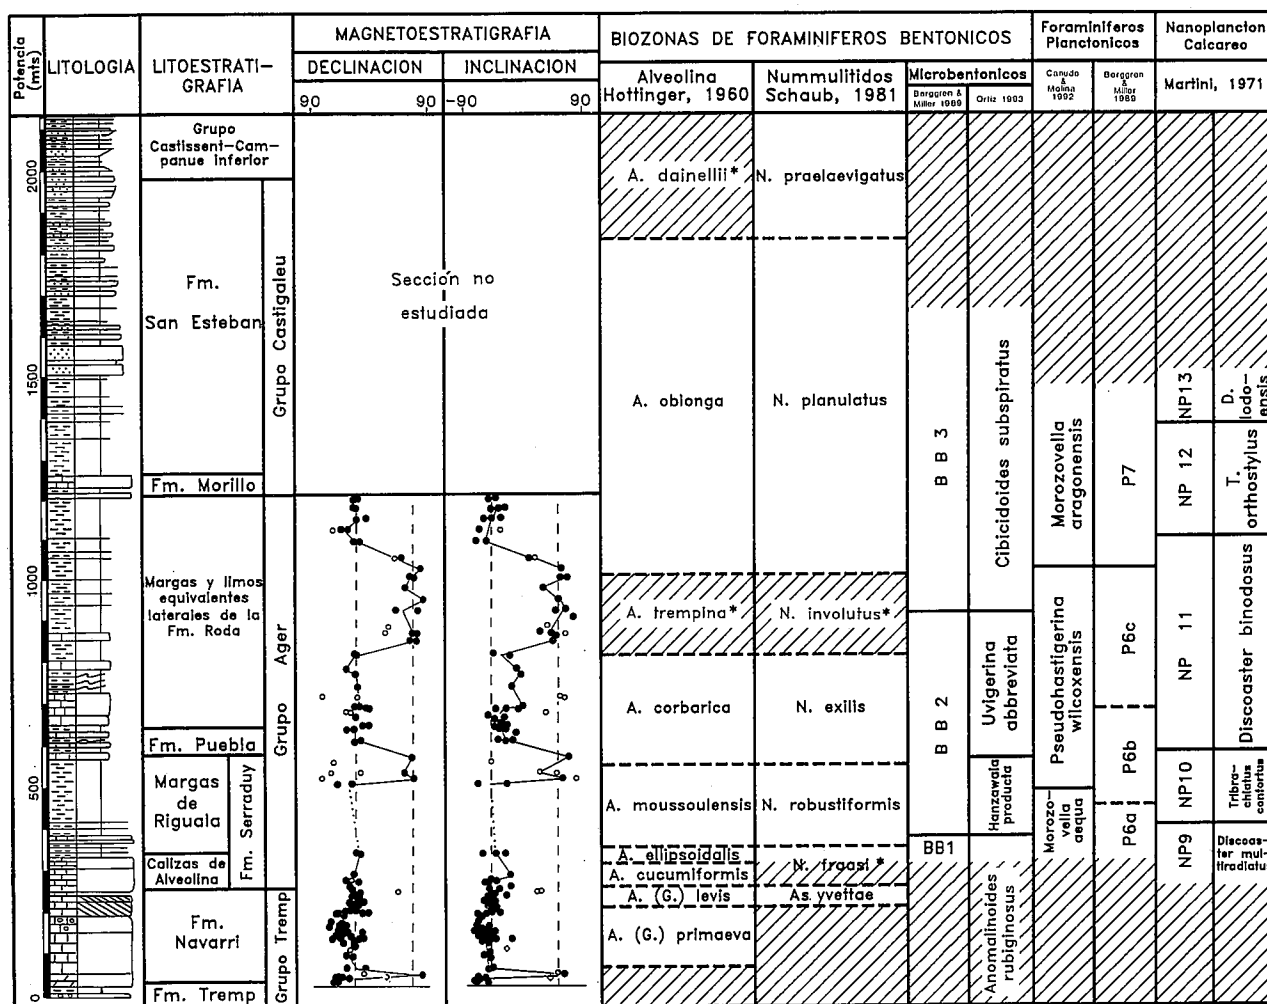 Potencia
(mts)
LITOLOGIA
LITOESTRATI-
GRAFIA
MAGNETOESTRATIGRAFIA
DECLINACION
INCLINACION
90
90
-90
90
BIOZONAS DE FORAMINIFEROS BENTONICOS
Alveolina
Hottinger, 1960
Nummulitidos
Schaub, 1981
Microbentonicos
Berggren &
Miller 1989
Ortiz 1993
Foraminiferos
Planctonicos
Canudo
&
Molina
1992
Berggren
&
Miller
1989
Nanoplancton
Calcareo
Martini, 1971
2000
1500
1000
500
0
Grupo
Castissent-Cam-
panue inferior
Fm.
San Esteban
Fm. Morillo
Margas y limos
equivalentes
laterales de la
Fm. Roda
Fm. Puebla
Margas
de
Riguala
Calizas de
Alveolina
Fm. Serraduy
Fm.
Navarri
Fm. Tremp
Grupo Castigaleu
Grupo Ager
Grupo Tremp
Sección no
estudiada
A. dainellii*
A. oblonga
A. trempina*
A. corbarica
A. moussoulensis
A. ellipsoidalis
A. cucumiformis
A. (G.) levis
A. (G.) primaeva
N. praelaevigatus
N. planulatus
N. involutus*
N. exilis
N. robustiformis
N. fraasi*
As. yvettae
B B 3
B B 2
BB1
Cibicidoides subspiratus
Uvigerina
abbreviata
Hanzawaia
producta
Anomalinoides
rubiginosus
Morozovella
aragonensis
Pseudohastigerina
wilcoxensis
Morozo-
vella
aequa
P7
P6c
P6b
P6a
NP13
NP 12
NP 11
NP10
NP9
D.
lodo-
ensis
T.
orthostylus
Discoaster binodosus
Tribra-
chiatus
contortus
Discoas-
ter mul-
tiradiatus